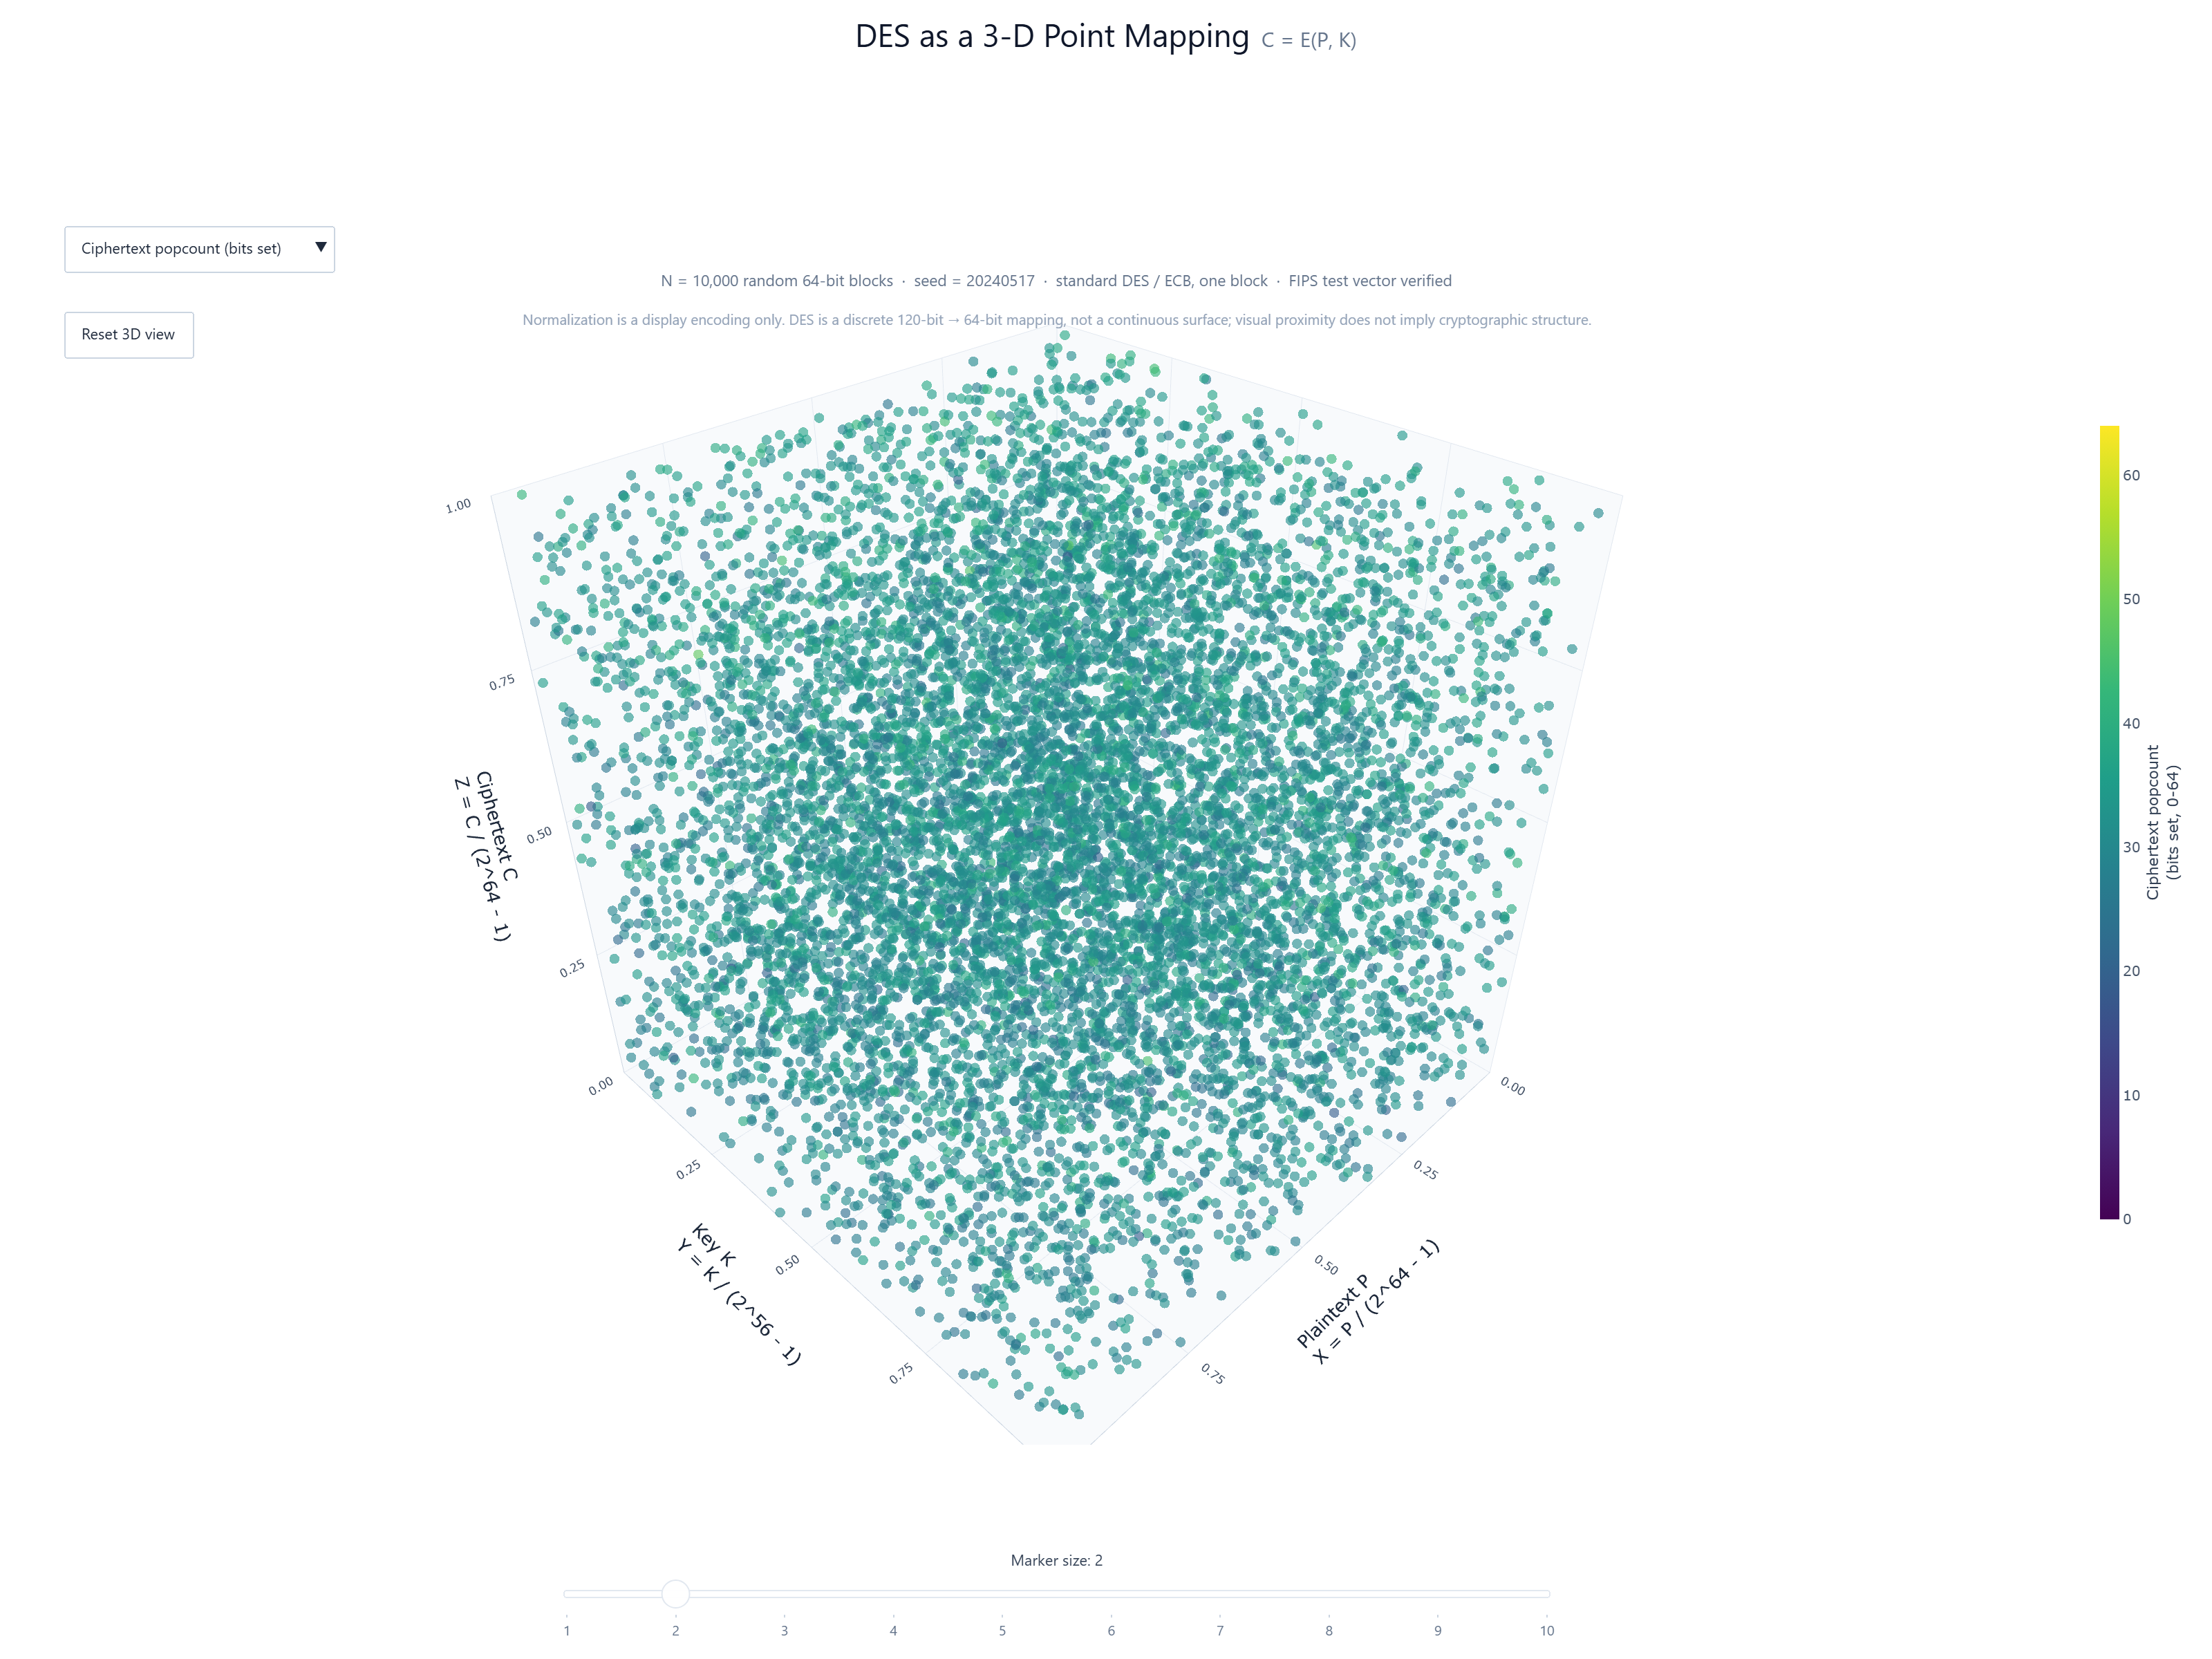 DES as a 3-D Point Mapping C = E(P, K)
Ciphertext popcount (bits set) ▼
N = 10,000 random 64-bit blocks · seed = 20240517 · standard DES / ECB, one block · FIPS test vector verified
Normalization is a display encoding only. DES is a discrete 120-bit → 64-bit mapping, not a continuous surface; visual proximity does not imply cryptographic structure.
Reset 3D view
1.00
0.75
0.50
0.25
0.00
Ciphertext C
Z = C / (2^64 - 1)
0.25
0.50
0.75
Key K
Y = K / (2^56 - 1)
0.00
0.25
0.50
0.75
Plaintext P
X = P / (2^64 - 1)
60
50
40
30
20
10
0
Ciphertext popcount
(bits set, 0-64)
Marker size: 2
1 2 3 4 5 6 7 8 9 10